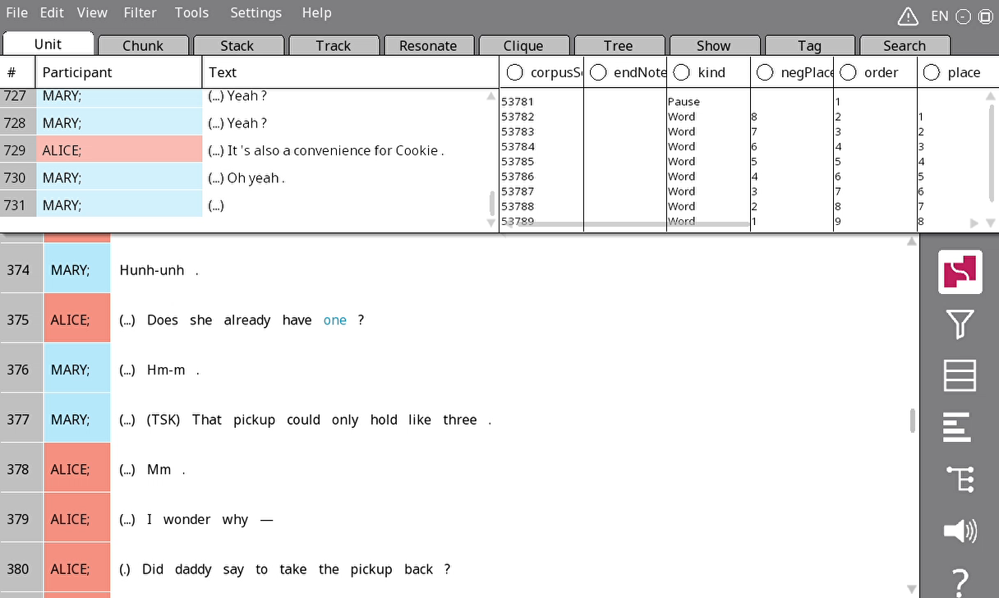 File Edit View Filter Tools Settings Help EN
Unit Chunk Stack Track Resonate Clique Tree Show Tag Search
# Participant Text corpusS endNote kind negPlace order place
727 MARY; (...) Yeah ?
728 MARY; (...) Yeah ?
729 ALICE; (...) It 's also a convenience for Cookie .
730 MARY; (...) Oh yeah .
731 MARY; (...)
53781 Pause 1
53782 Word 8 2 1
53783 Word 7 3 2
53784 Word 6 4 3
53785 Word 5 5 4
53786 Word 4 6 5
53787 Word 3 7 6
53788 Word 2 8 7
53789 Word 1 9 8
374 MARY; Hunh-unh .
375 ALICE; (...) Does she already have one ?
376 MARY; (...) Hm-m .
377 MARY; (...) (TSK) That pickup could only hold like three .
378 ALICE; (...) Mm .
379 ALICE; (...) I wonder why —
380 ALICE; (.) Did daddy say to take the pickup back ?
?